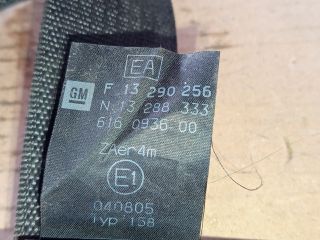 EA
GM
F. 13 290 256
N. 13 288 333
616 0936 00
ZAer4m
E1
040805
Typ 158